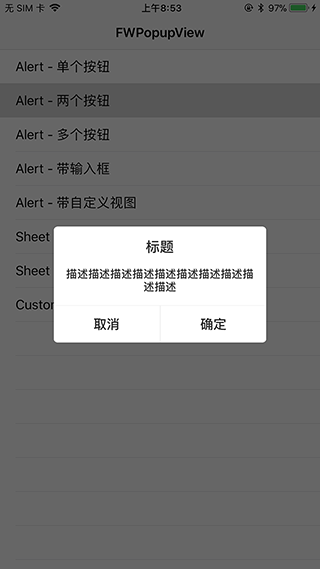 无 SIM 卡 上午8:53 97%
FWPopupView
Alert - 单个按钮
Alert - 两个按钮
Alert - 多个按钮
Alert - 带输入框
Alert - 带自定义视图
Sheet
Sheet
Custo
标题
描述描述描述描述描述描述描述描述描
述描述
取消 确定